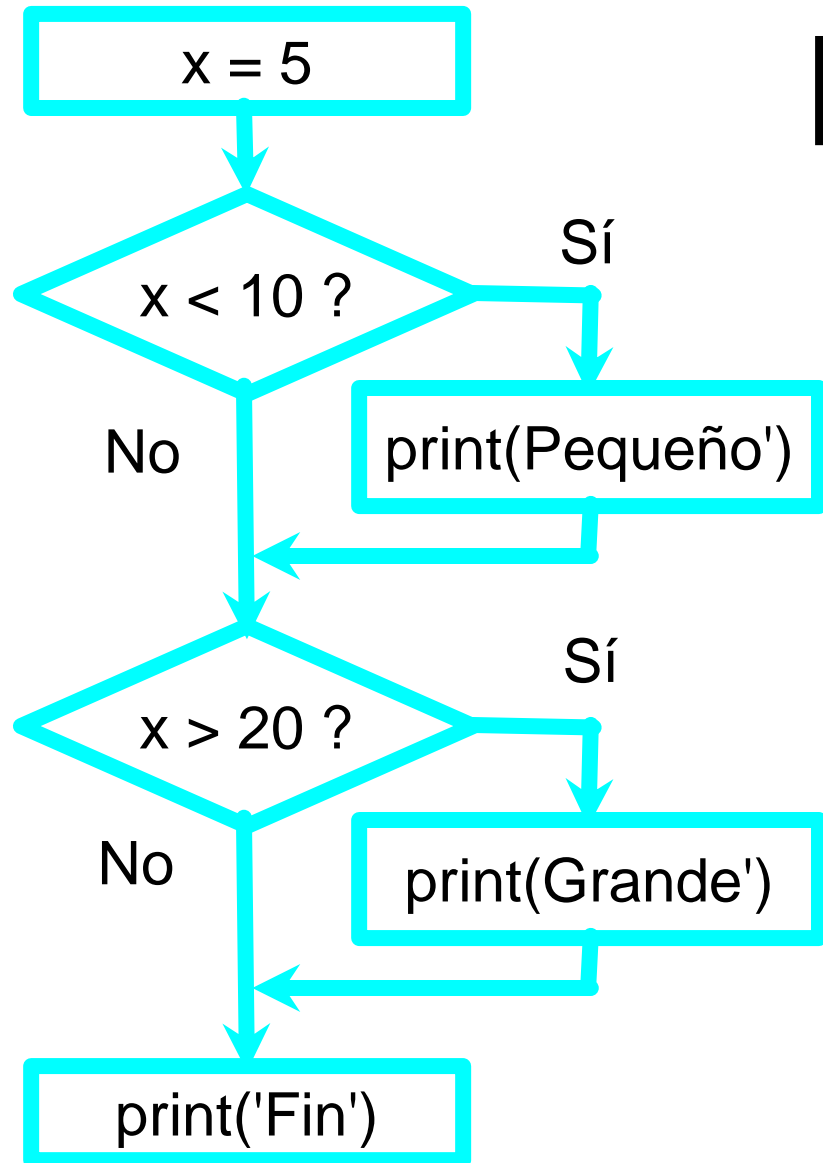 x = 5
x < 10 ?
Sí
No
print(Pequeño')
x > 20 ?
Sí
No
print(Grande')
print('Fin')